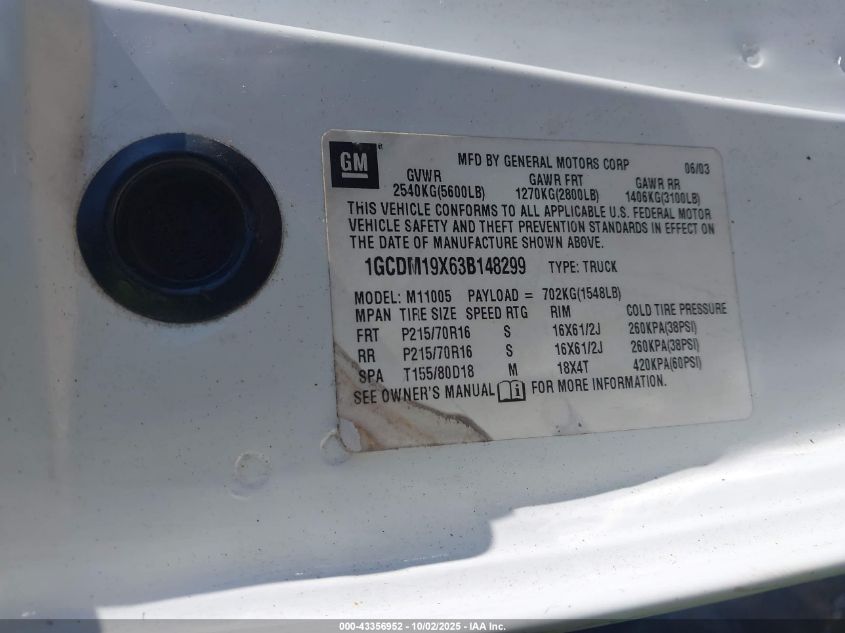 GM
MFD BY GENERAL MOTORS CORP 06/03
GVWR GAWR FRT GAWR RR
2540KG(5600LB) 1270KG(2800LB) 1406KG(3100LB)
THIS VEHICLE CONFORMS TO ALL APPLICABLE U.S. FEDERAL MOTOR
VEHICLE SAFETY AND THEFT PREVENTION STANDARDS IN EFFECT ON
THE DATE OF MANUFACTURE SHOWN ABOVE.
1GCDM19X63B148299 TYPE: TRUCK
MODEL: M11005 PAYLOAD = 702KG(1548LB)
MPAN TIRE SIZE SPEED RTG RIM COLD TIRE PRESSURE
FRT P215/70R16 S 16X61/2J 260KPA(38PSI)
RR P215/70R16 S 16X61/2J 260KPA(38PSI)
SPA T155/80D18 M 18X4T 420KPA(60PSI)
SEE OWNER'S MANUAL FOR MORE INFORMATION.
000-43356952 - 10/02/2025 - IAA Inc.